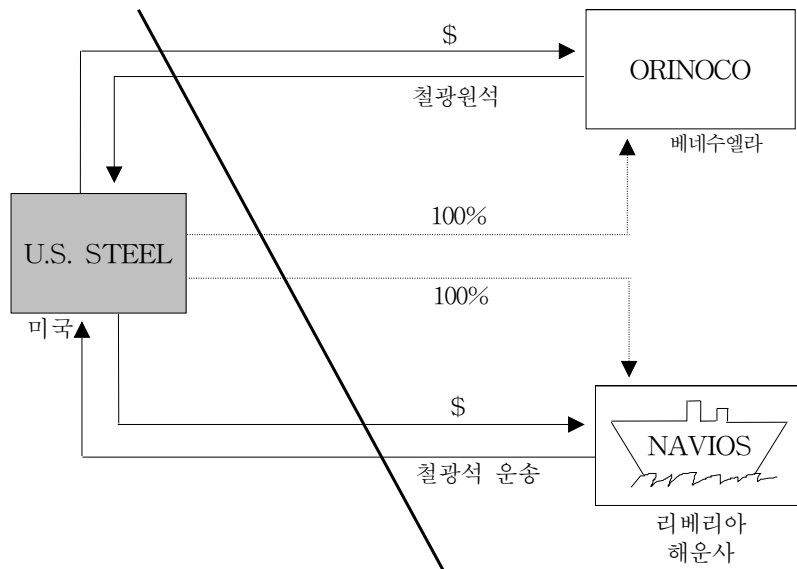 $
ORINOCO
철광원석
베네수엘라
100%
U.S. STEEL
100%
미국
$
NAVIOS
철광석 운송
리베리아
해운사